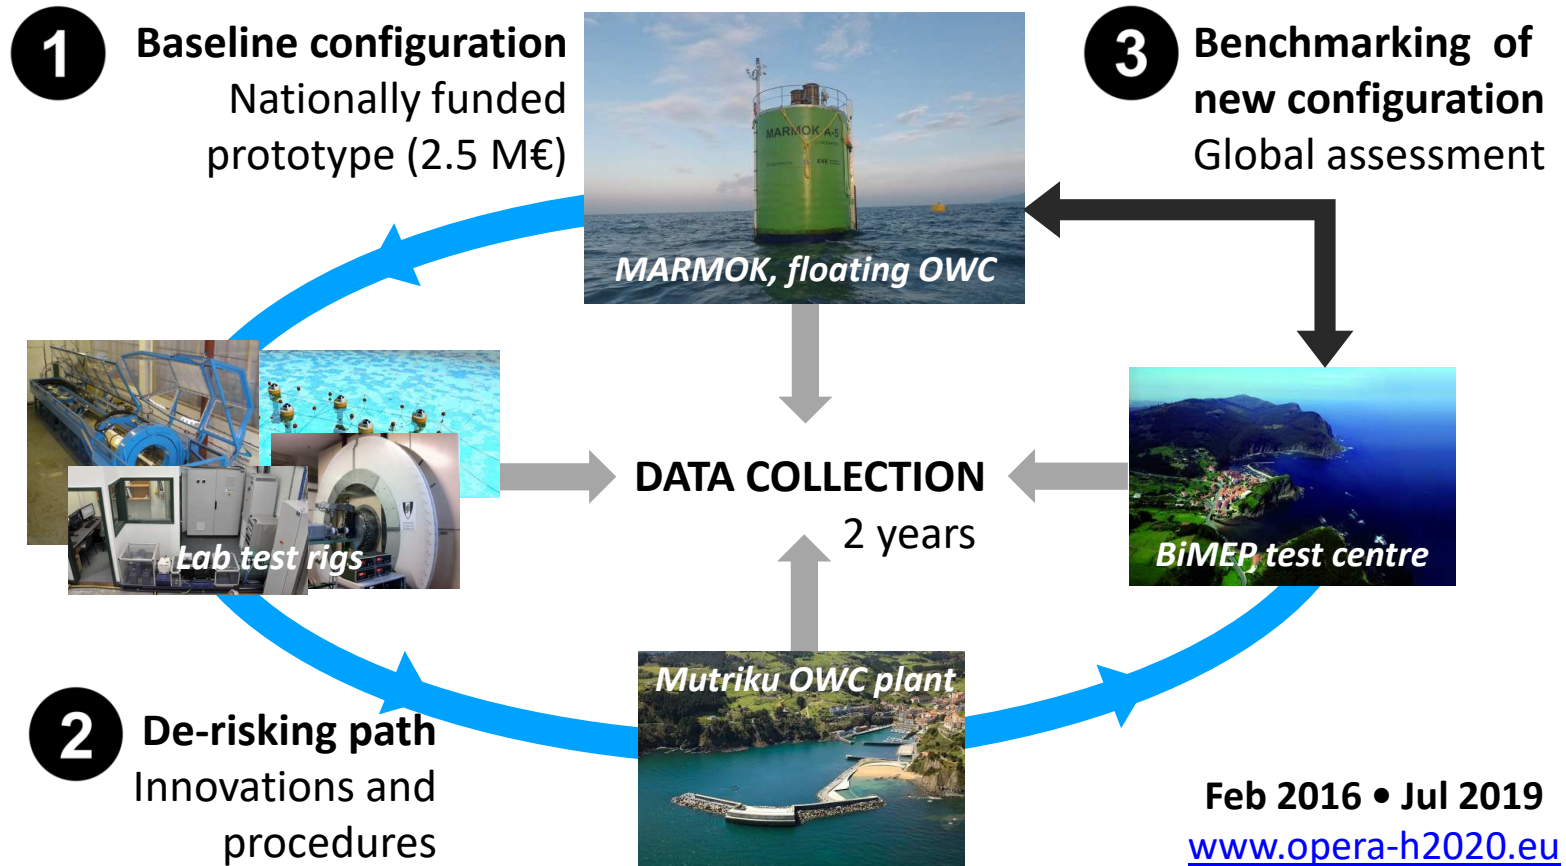 1
Baseline configuration
Nationally funded
prototype (2.5 M€)
MARMOK-A-5
MARMOK, floating OWC
3
Benchmarking of
new configuration
Global assessment
Lab test rigs
DATA COLLECTION
2 years
BiMEP test centre
Mutriku OWC plant
2
De-risking path
Innovations and
procedures
Feb 2016 • Jul 2019
www.opera-h2020.eu